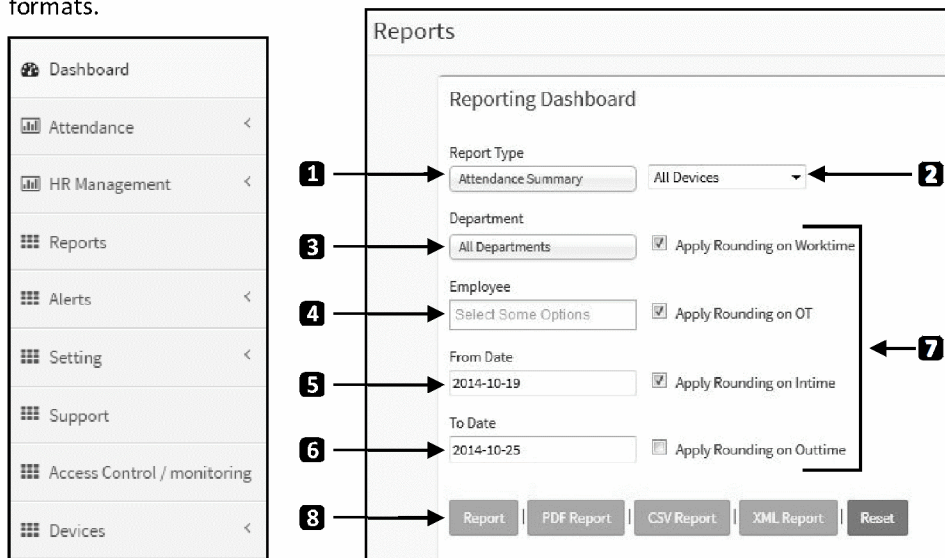 formats.
Dashboard
Attendance
HR Management
Reports
Alerts
Setting
Support
Access Control / monitoring
Devices
Reports
Reporting Dashboard
Report Type
1 Attendance Summary All Devices 2
Department
3 All Departments Apply Rounding on Worktime
Employee
4 Select Some Options Apply Rounding on OT
7
From Date
5 2014-10-19 Apply Rounding on Intime
To Date
6 2014-10-25 Apply Rounding on Outtime
8 Report | PDF Report | CSV Report | XML Report | Reset